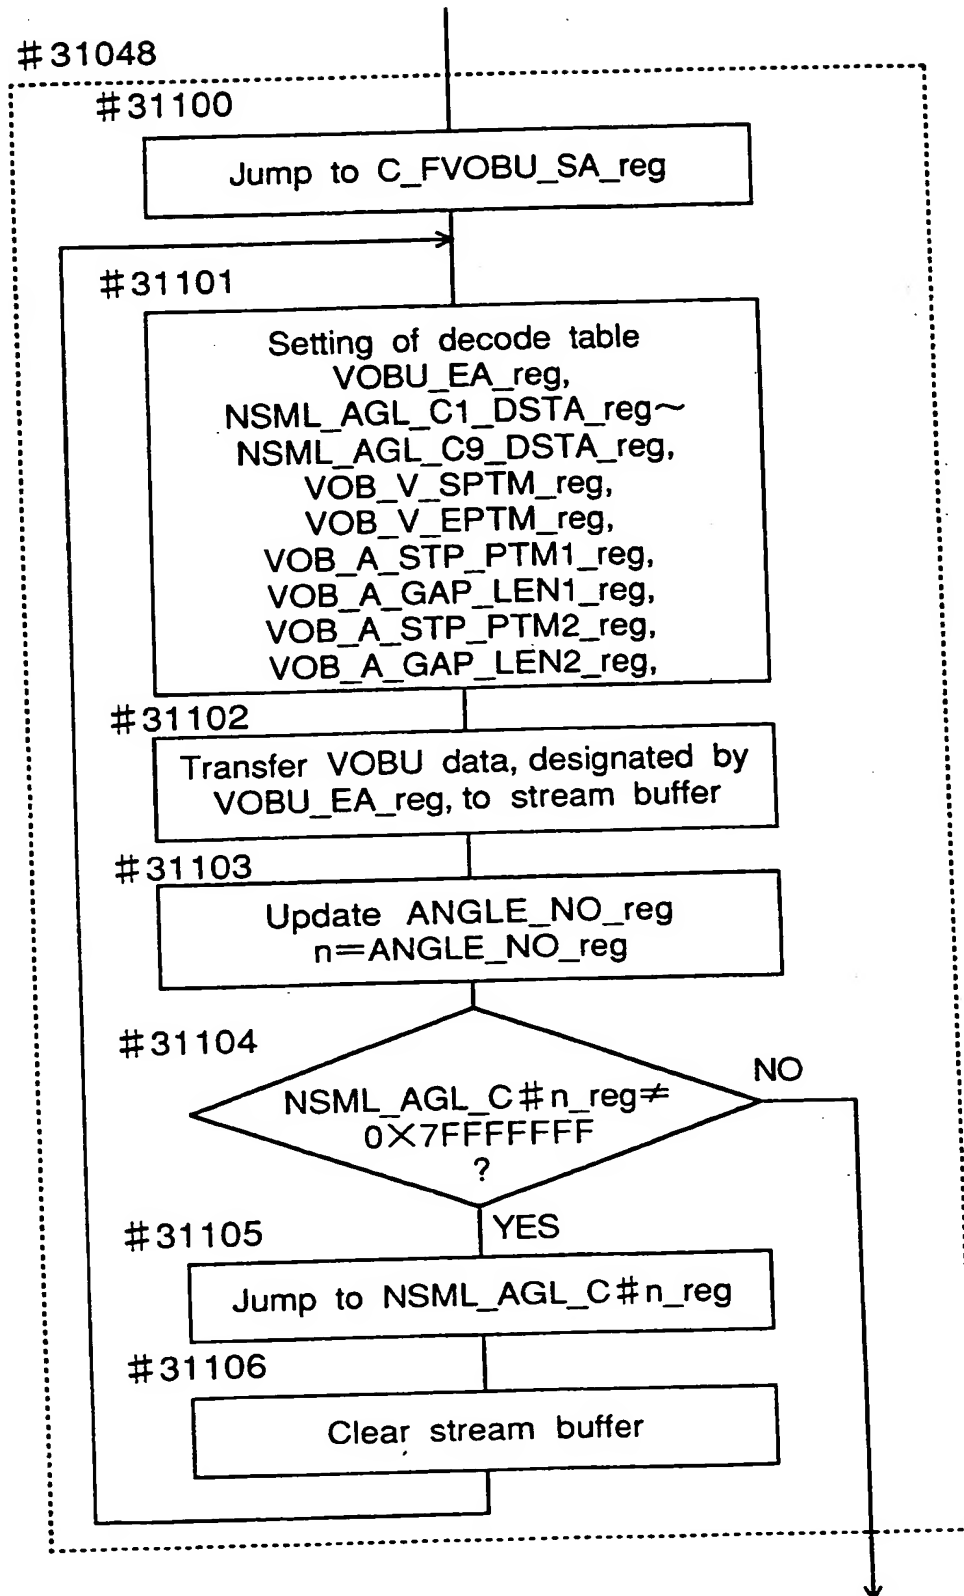 #31048
#31100
Jump to C_FVOBU_SA_reg
#31101
Setting of decode table
VOBU_EA_reg,
NSML_AGL_C1_DSTA_reg~
NSML_AGL_C9_DSTA_reg,
VOB_V_SPTM_reg,
VOB_V_EPTM_reg,
VOB_A_STP_PTM1_reg,
VOB_A_GAP_LEN1_reg,
VOB_A_STP_PTM2_reg,
VOB_A_GAP_LEN2_reg,
#31102
Transfer VOBU data, designated by
VOBU_EA_reg, to stream buffer
#31103
Update ANGLE_NO_reg
n=ANGLE_NO_reg
#31104
NO
NSML_AGL_C#n_reg≠
0×7FFFFFFF
?
YES
#31105
Jump to NSML_AGL_C#n_reg
#31106
Clear stream buffer